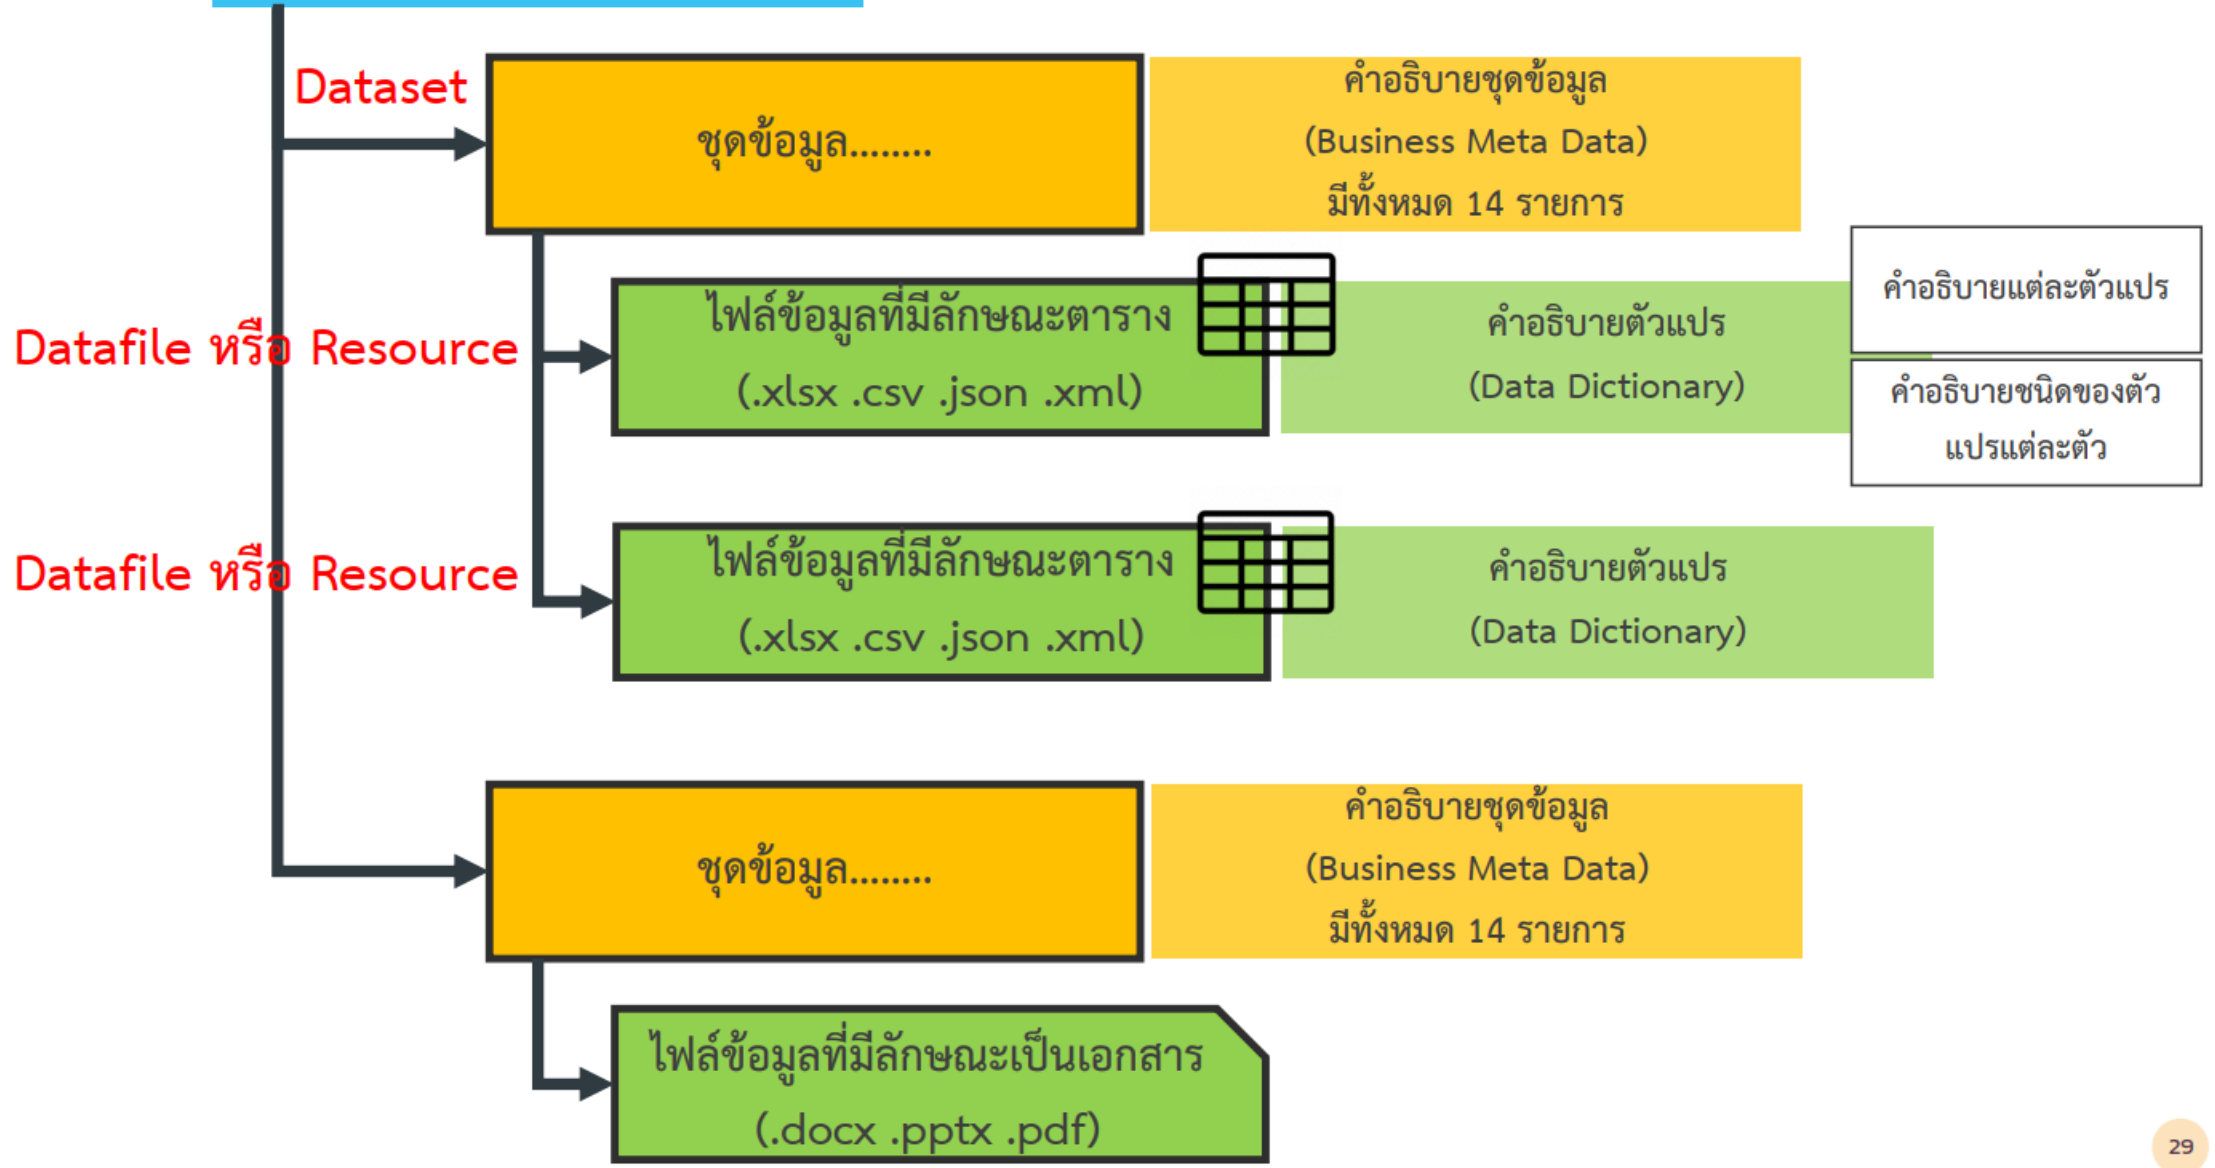 Dataset
ชุดข้อมูล........
คำอธิบายชุดข้อมูล
(Business Meta Data)
มีทั้งหมด 14 รายการ
Datafile หรือ Resource
ไฟล์ข้อมูลที่มีลักษณะตาราง
(.xlsx .csv .json .xml)
คำอธิบายตัวแปร
(Data Dictionary)
คำอธิบายแต่ละตัวแปร
คำอธิบายชนิดของตัว
แปรแต่ละตัว
Datafile หรือ Resource
ไฟล์ข้อมูลที่มีลักษณะตาราง
(.xlsx .csv .json .xml)
คำอธิบายตัวแปร
(Data Dictionary)
ชุดข้อมูล........
คำอธิบายชุดข้อมูล
(Business Meta Data)
มีทั้งหมด 14 รายการ
ไฟล์ข้อมูลที่มีลักษณะเป็นเอกสาร
(.docx .pptx .pdf)
29